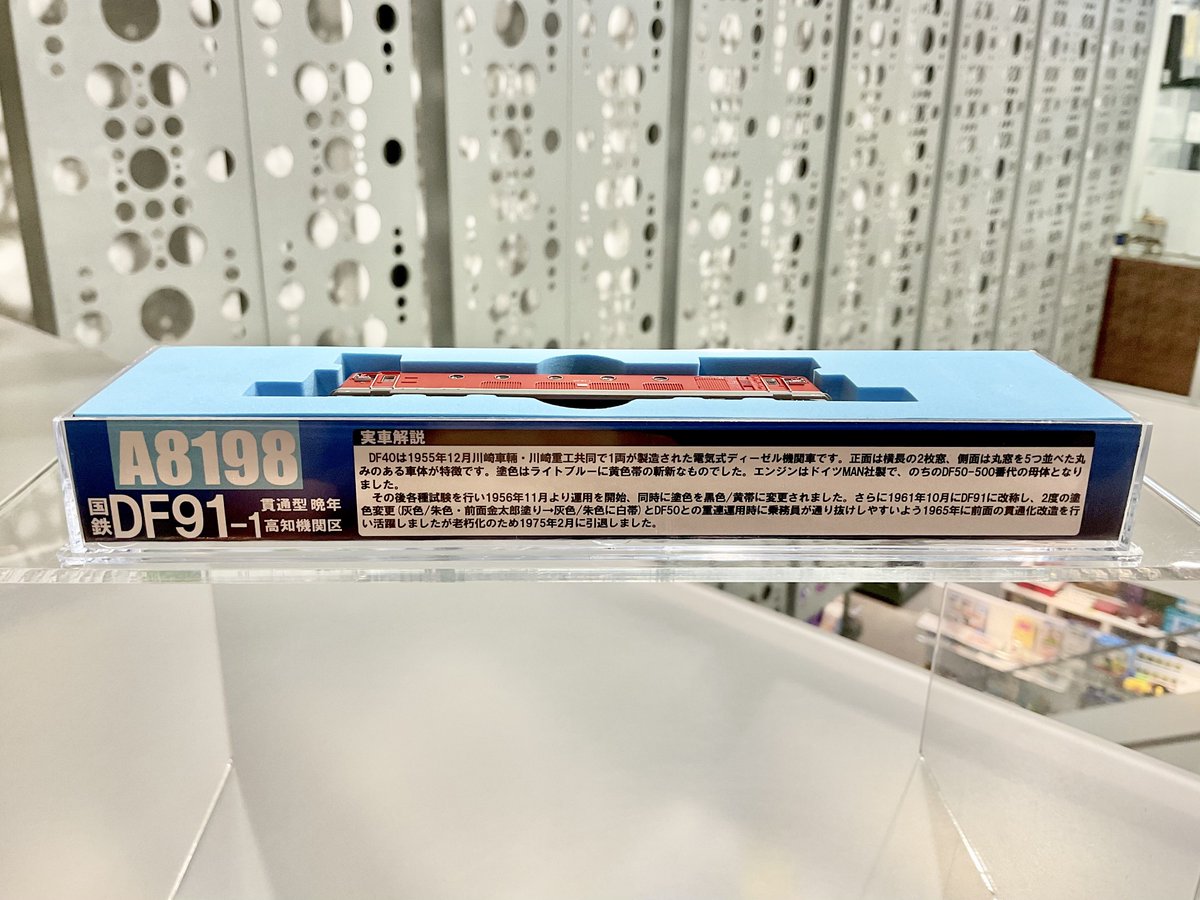 A8198
国鉄DF91-1
貫通型 晩年
高知機関区
実車解説
DF40は1955年12月川崎車輛・川崎重工共同で1両が製造された電気式ディーゼル機関車です。正面は横長の2枚窓、側面は丸窓を5つ並べた丸
みのある車体が特徴です。塗色はライトブルーに黄色帯の斬新なものでした。エンジンはドイツMAN社製で、のちのDF50-500番代の母体となり
ました。
その後各種試験を行い1956年11月より運用を開始、同時に塗色を黒色/黄帯に変更されました。さらに1961年10月にDF91に改称し、2度の塗
色変更(灰色/朱色・前面金太郎塗り→灰色/朱色に白帯)とDF50との重連運用時に乗務員が通り抜けしやすいよう1965年に前面の貫通化改造を行
い活躍しましたが老朽化のため1975年2月に引退しました。